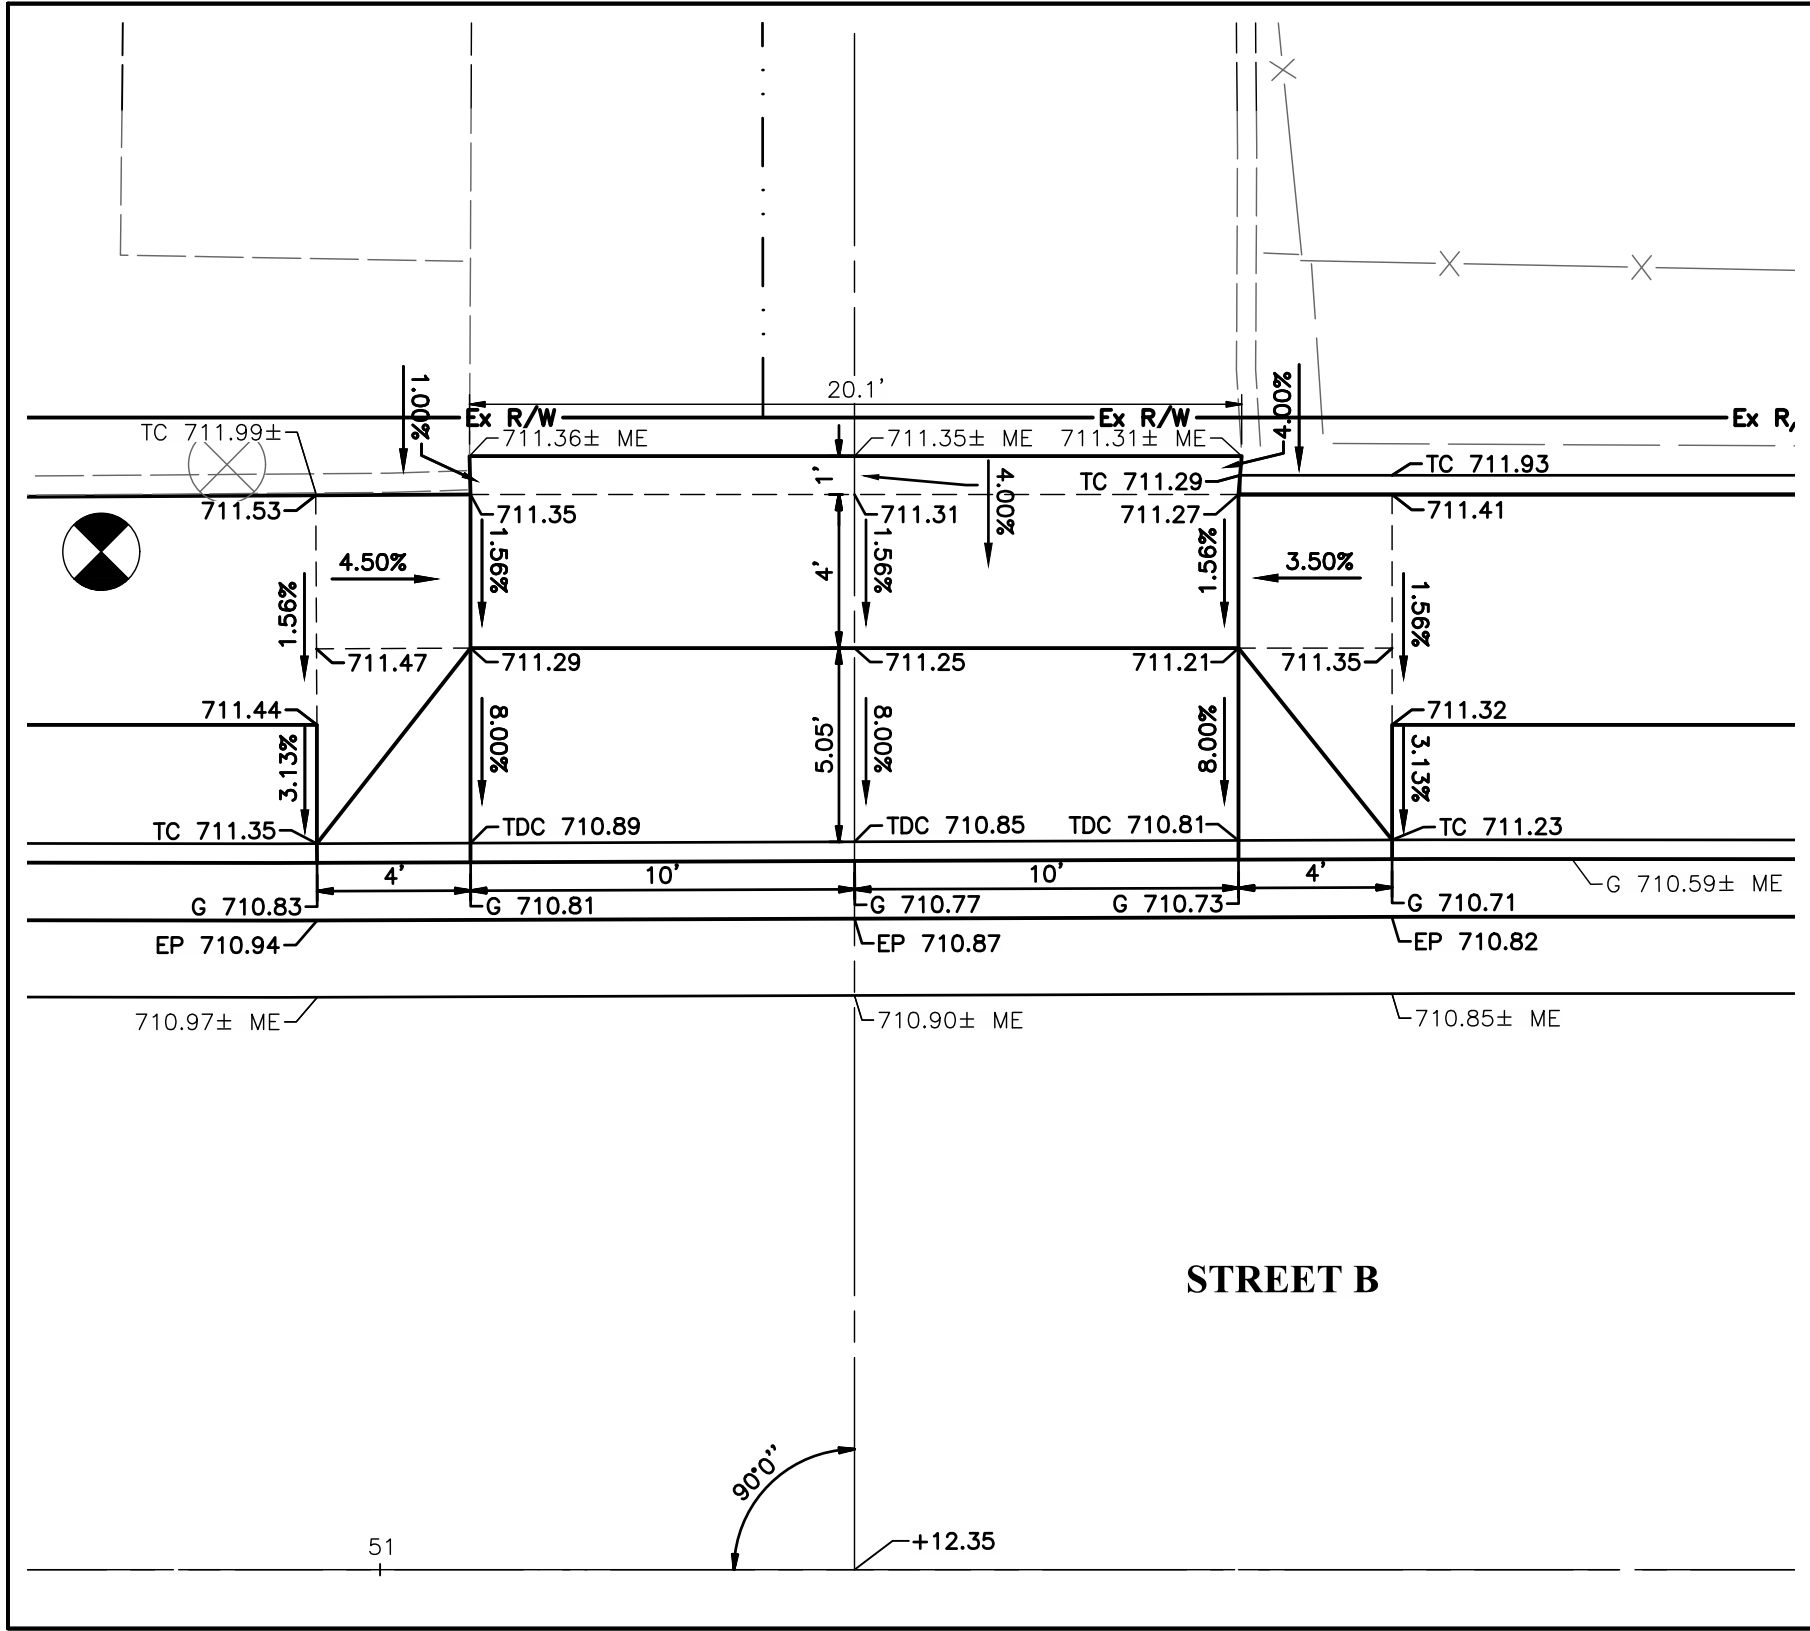 20.1'
1.00%
4.00%
Ex R/W
Ex R/W
Ex R/
TC 711.99±
711.36± ME
711.35± ME
711.31± ME
1'
4.00%
TC 711.29
TC 711.93
711.53
711.35
711.31
711.27
711.41
4.50%
1.56%
4'
1.56%
1.56%
3.50%
1.56%
1.56%
711.47
711.29
711.25
711.21
711.35
711.44
711.32
3.13%
8.00%
5.05'
8.00%
8.00%
3.13%
TC 711.35
TDC 710.89
TDC 710.85
TDC 710.81
TC 711.23
4'
10'
10'
4'
G 710.59± ME
G 710.83
G 710.81
G 710.77
G 710.73
G 710.71
EP 710.94
EP 710.87
EP 710.82
710.97± ME
710.90± ME
710.85± ME
STREET B
90°0"
51
+12.35